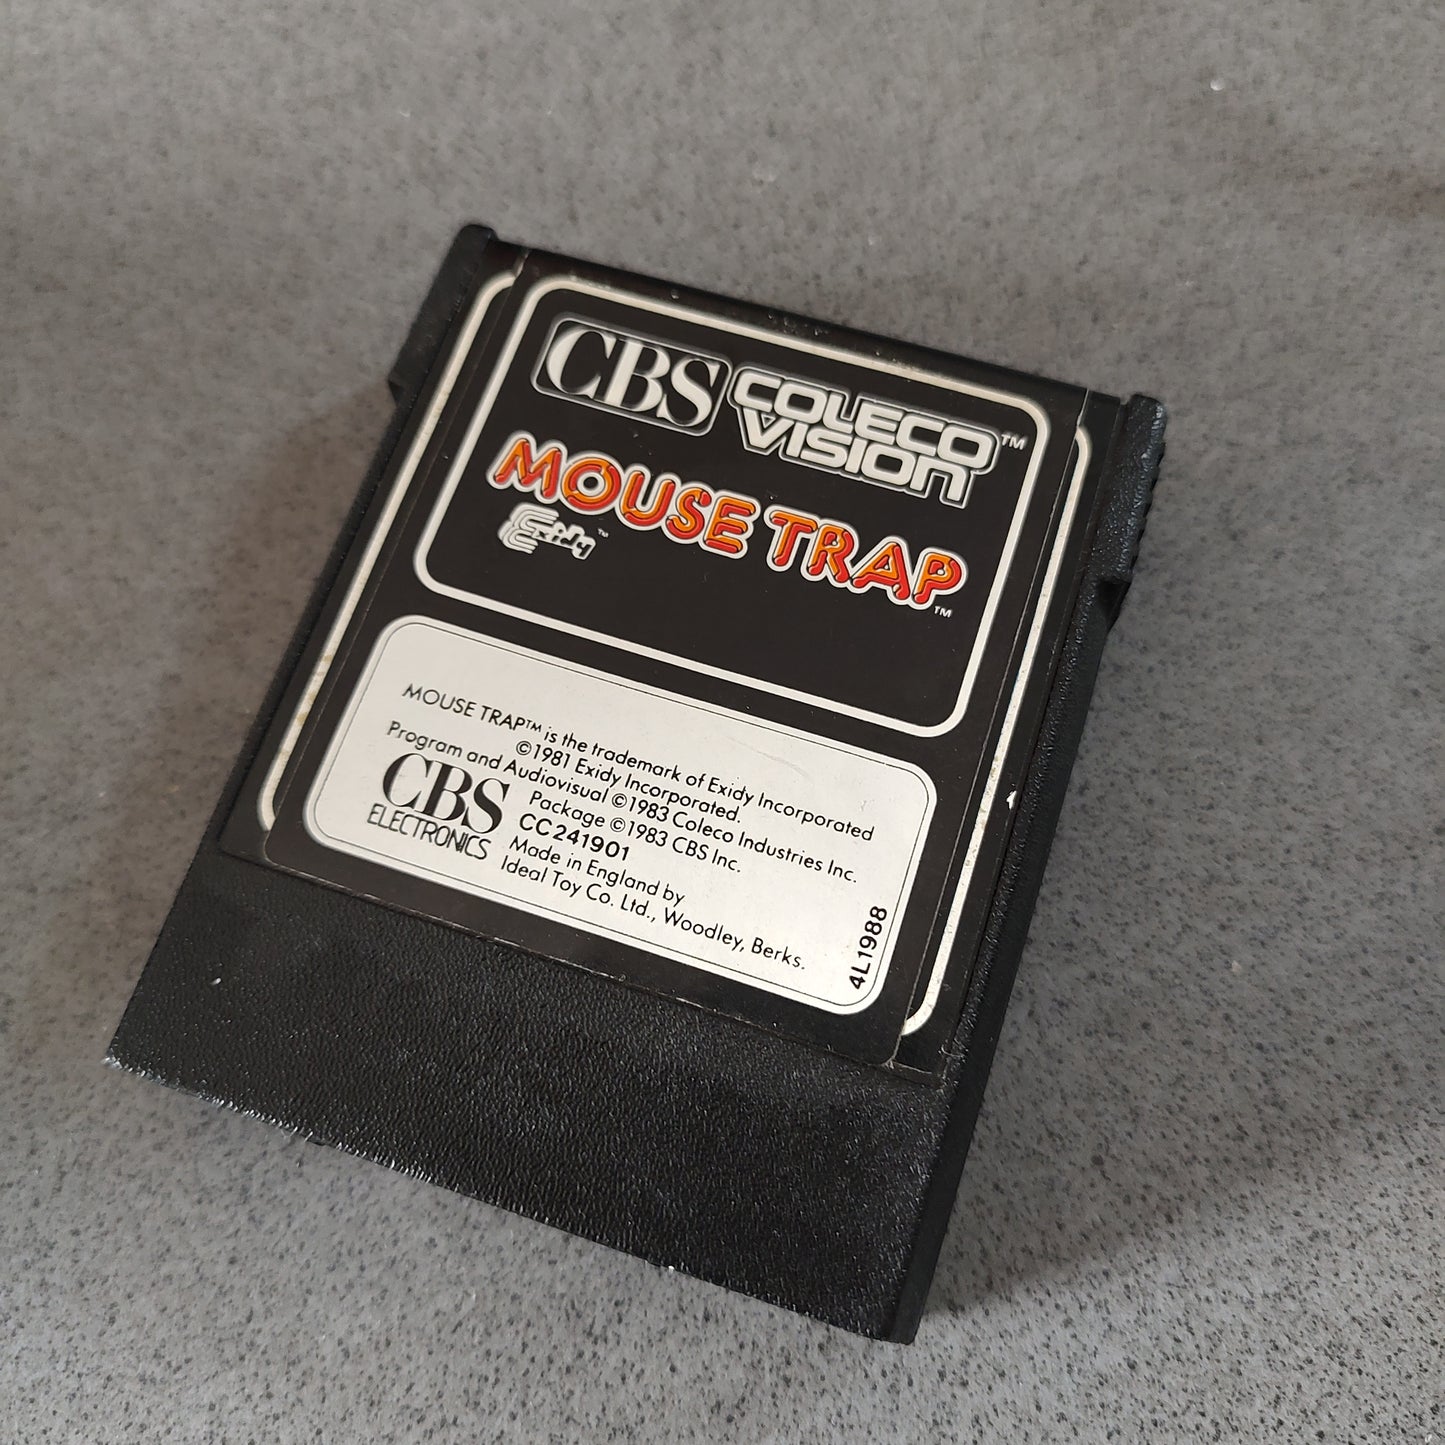 CBS COLECO VISION™
MOUSE TRAP™
Exidy™
MOUSE TRAP™ is the trademark of Exidy Incorporated
©1981 Exidy Incorporated.
Program and Audiovisual ©1983 Coleco Industries Inc.
Package ©1983 CBS Inc.
CBS
ELECTRONICS
CC241901
Made in England by
Ideal Toy Co. Ltd., Woodley, Berks.
4L1988